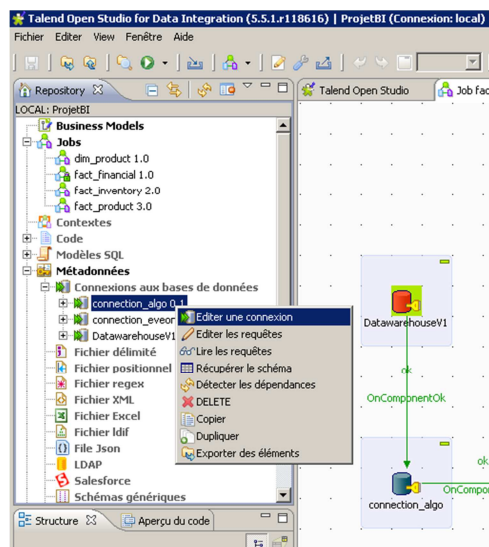 Talend Open Studio for Data Integration (5.5.1.r118616) | ProjetBI (Connexion: local)
Fichier Editer View Fenêtre Aide
Repository
Talend Open Studio
Job fac
LOCAL: ProjetBI
Business Models
Jobs
dim_product 1.0
fact_financial 1.0
fact_inventory 2.0
fact_product 3.0
Contextes
Code
Modèles SQL
Métadonnées
Connexions aux bases de données
connection_algo 0.1
connection_eveon
DatawarehouseV1
Fichier délimité
Fichier positionnel
Fichier regex
Fichier XML
Fichier Excel
Fichier ldif
File Json
LDAP
Salesforce
Schémas génériques
Editer une connexion
Editer les requêtes
Lire les requêtes
Récupérer le schéma
Détecter les dépendances
DELETE
Copier
Dupliquer
Exporter des éléments
DatawarehouseV1
ok
OnComponentOk
ok
OnCompor
connection_algo
Structure
Aperçu du code